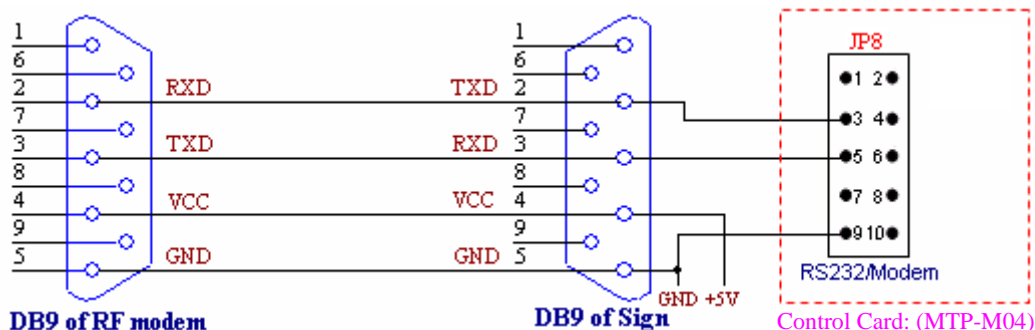 1
6
2 RXD
7
3 TXD
8
4 VCC
9
5 GND
DB9 of RF modem
1
6
TXD 2
7
RXD 3
8
VCC 4
9
GND 5
GND +5V
DB9 of Sign
JP8
1 2
3 4
5 6
7 8
9 10
RS232/Modem
Control Card: (MTP-M04)